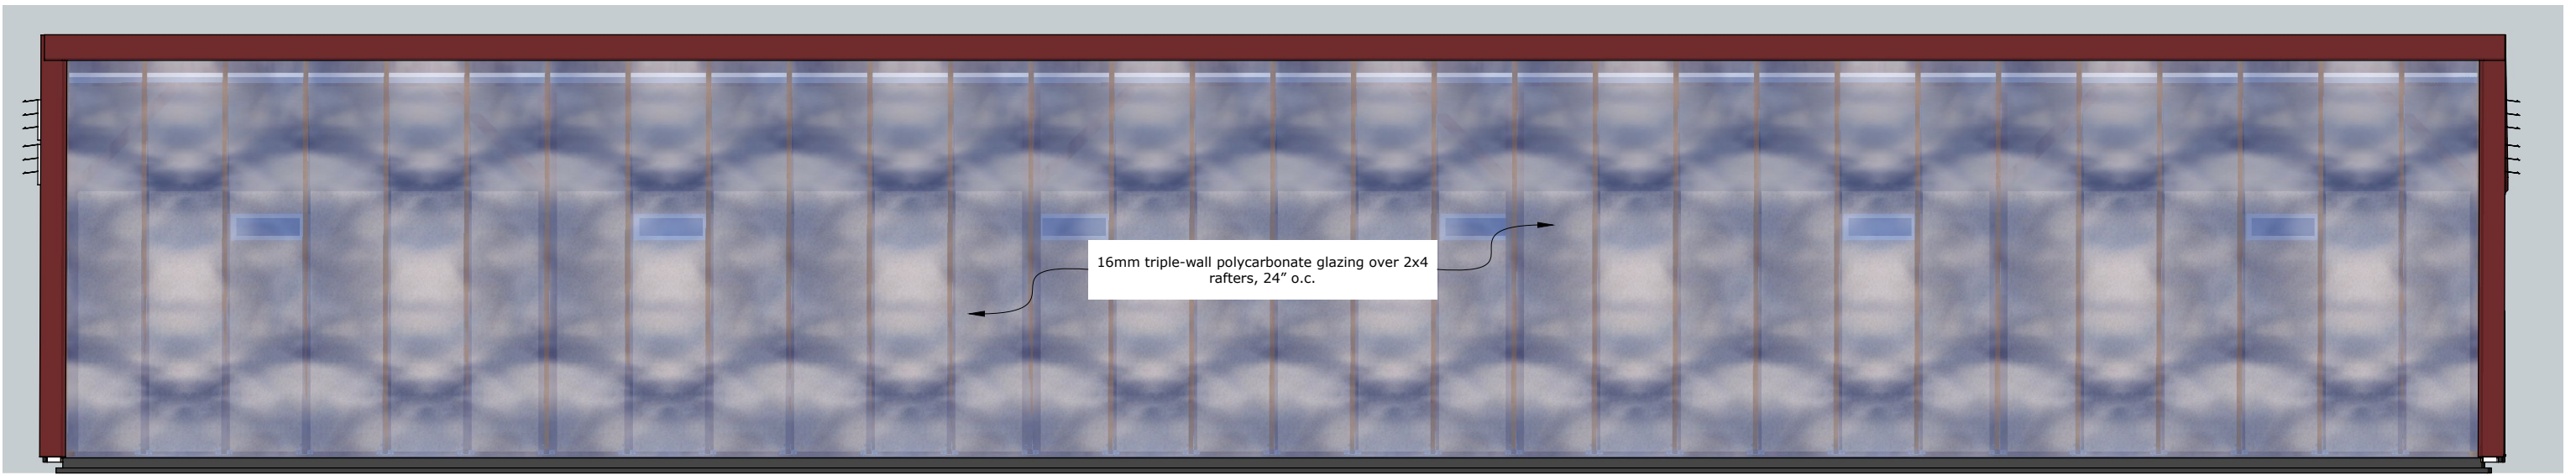 16mm triple-wall polycarbonate glazing over 2x4
rafters, 24” o.c.